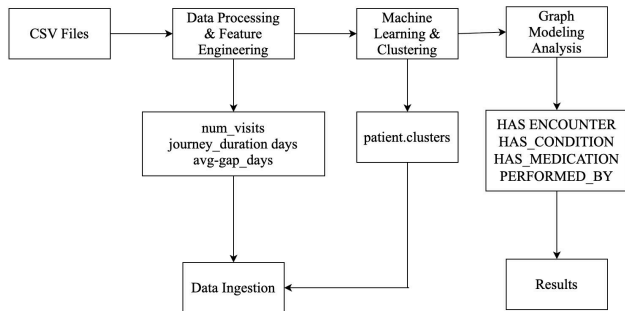 CSV Files
Data Processing
& Feature
Engineering
Machine
Learning &
Clustering
Graph
Modeling
Analysis
num_visits
journey_duration days
avg-gap_days
patient.clusters
HAS ENCOUNTER
HAS_CONDITION
HAS_MEDICATION
PERFORMED_BY
Data Ingestion
Results